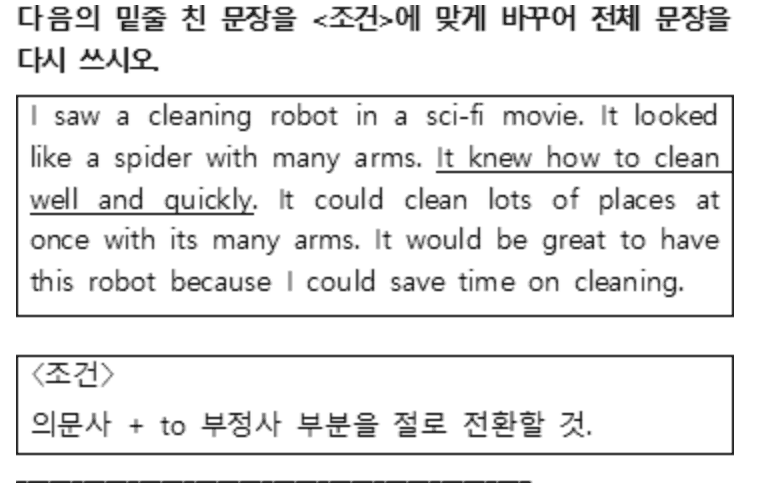 다음의 밑줄 친 문장을 <조건>에 맞게 바꾸어 전체 문장을
다시 쓰시오.
I saw a cleaning robot in a sci-fi movie. It looked
like a spider with many arms. It knew how to clean
well and quickly. It could clean lots of places at
once with its many arms. It would be great to have
this robot because I could save time on cleaning.
〈조건〉
의문사 + to 부정사 부분을 절로 전환할 것.